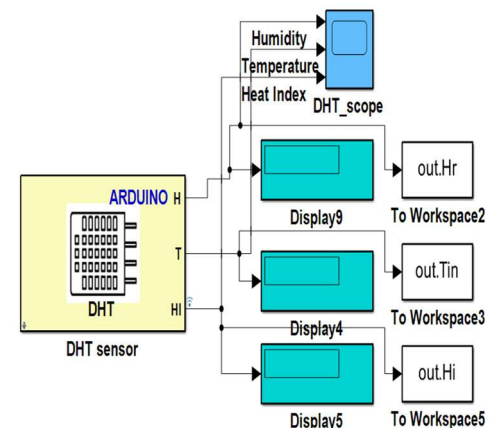 Humidity
Temperature
Heat Index
DHT_scope
ARDUINO H
out.Hr
Display9
To Workspace2
T
out.Tin
DHT
HI
Display4
To Workspace3
DHT sensor
out.Hi
Display5
To Workspace5